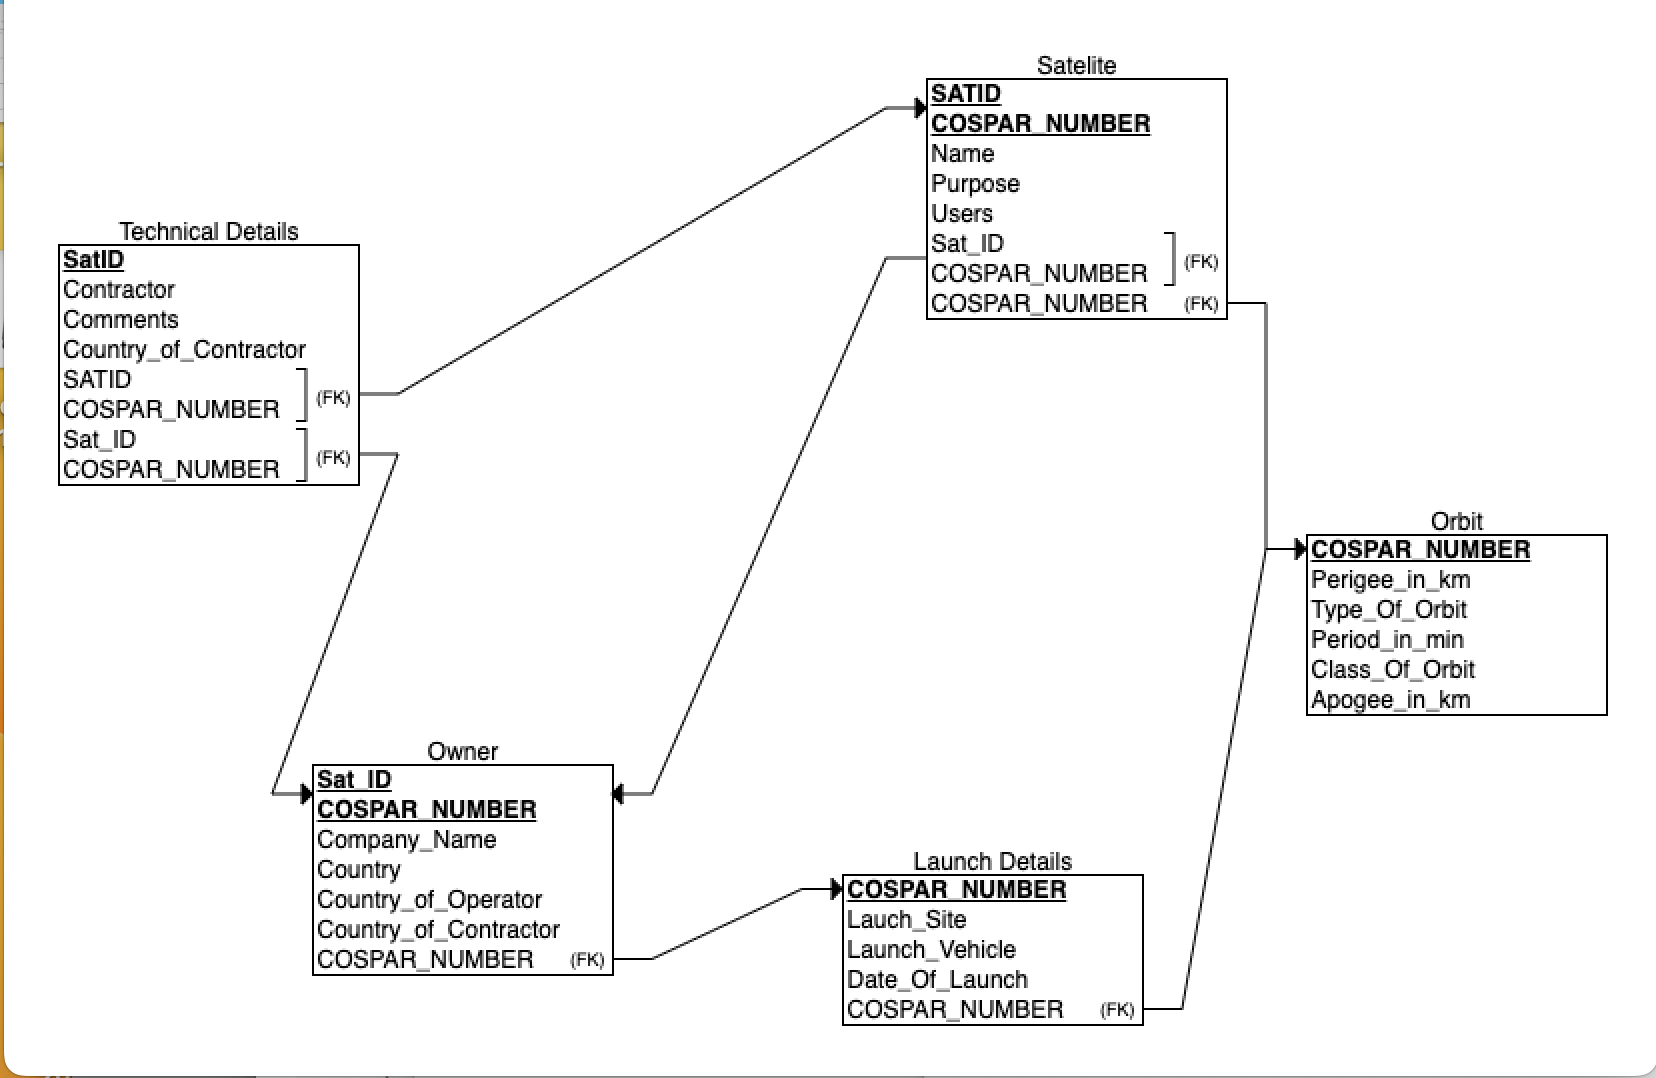 Satelite
SATID
COSPAR_NUMBER
Name
Purpose
Users
Sat_ID
COSPAR_NUMBER (FK)
COSPAR_NUMBER (FK)
Technical Details
SatID
Contractor
Comments
Country_of_Contractor
SATID
COSPAR_NUMBER (FK)
Sat_ID
COSPAR_NUMBER (FK)
Orbit
COSPAR_NUMBER
Perigee_in_km
Type_Of_Orbit
Period_in_min
Class_Of_Orbit
Apogee_in_km
Owner
Sat_ID
COSPAR_NUMBER
Company_Name
Country
Country_of_Operator
Country_of_Contractor
COSPAR_NUMBER (FK)
Launch Details
COSPAR_NUMBER
Lauch_Site
Launch_Vehicle
Date_Of_Launch
COSPAR_NUMBER (FK)